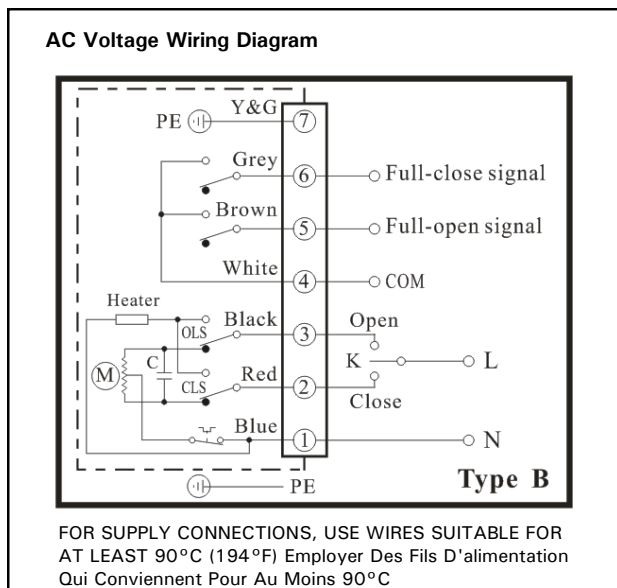 AC Voltage Wiring Diagram
Y&G
PE
7
Grey
6
Full-close signal
Brown
5
Full-open signal
White
4
COM
Heater
OLS
Black
3
Open
M
C
K
L
CLS
Red
2
Close
Blue
1
N
PE
Type B
FOR SUPPLY CONNECTIONS, USE WIRES SUITABLE FOR
AT LEAST 90°C (194°F) Employer Des Fils D'alimentation
Qui Conviennent Pour Au Moins 90°C